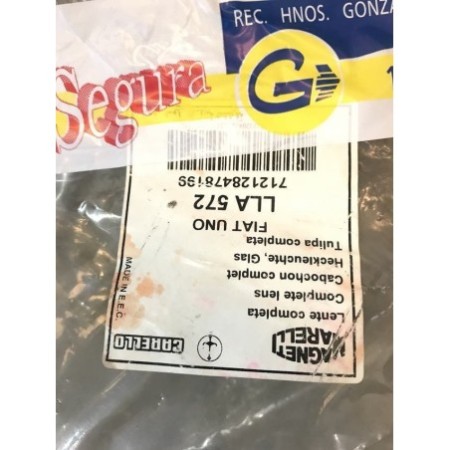 REC. HNOS. GONZA
Segura
G
MAGNETI MARELLI
CARELLO
Lente completa
Complete lens
Cabochon complet
Heckleuchte, Glas
Tulipa completa
MADE IN E.E.C.
FIAT UNO
LLA 572